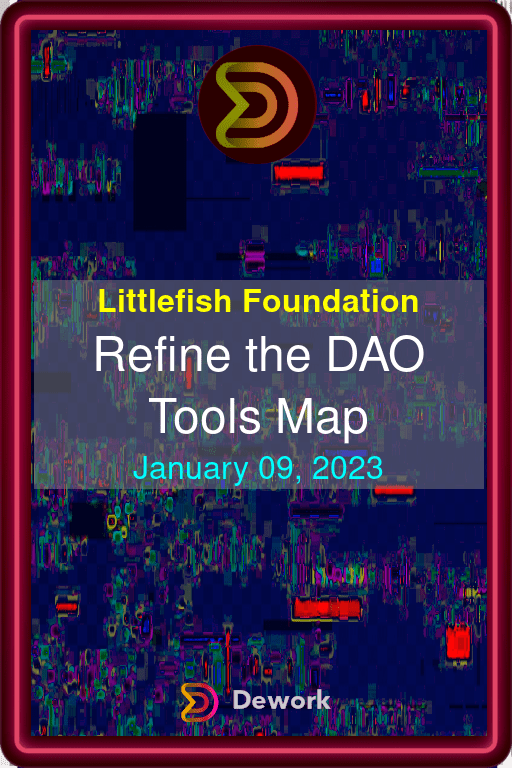 Littlefish Foundation
Refine the DAO
Tools Map
January 09, 2023
Dework